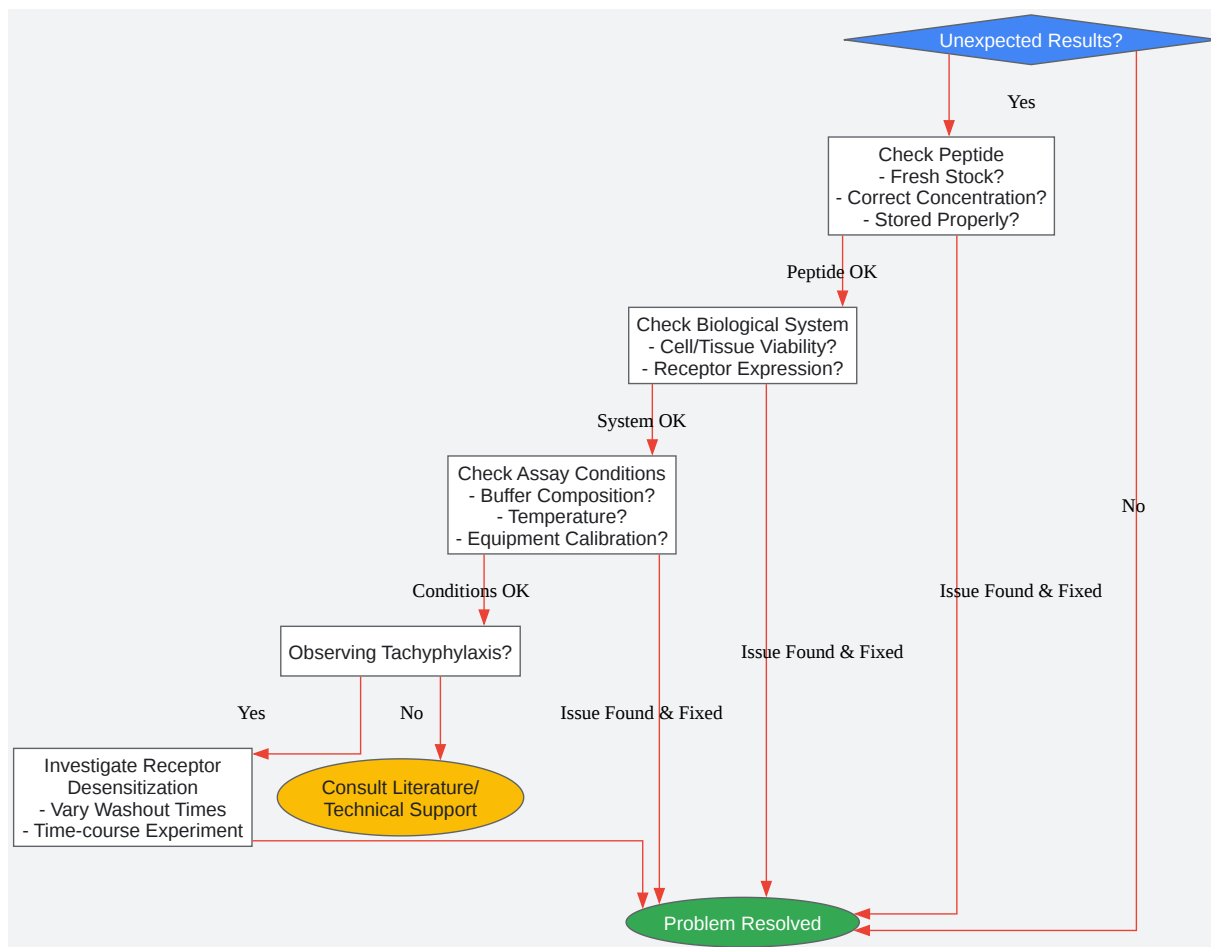 Unexpected Results?
Yes
Check Peptide
- Fresh Stock?
- Correct Concentration?
- Stored Properly?
Peptide OK
Check Biological System
- Cell/Tissue Viability?
- Receptor Expression?
System OK
Check Assay Conditions
- Buffer Composition?
- Temperature?
- Equipment Calibration?
No
Conditions OK
Issue Found & Fixed
Observing Tachyphylaxis?
Issue Found & Fixed
Yes
No
Issue Found & Fixed
Investigate Receptor
Desensitization
- Vary Washout Times
- Time-course Experiment
Consult Literature/
Technical Support
Problem Resolved